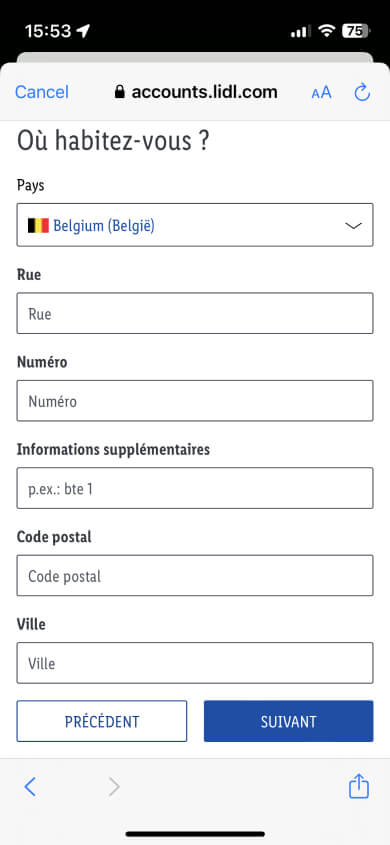 15:53
75
Cancel
accounts.lidl.com
AA
Où habitez-vous ?
Pays
Belgium (België)
Rue
Rue
Numéro
Numéro
Informations supplémentaires
p.ex.: bte 1
Code postal
Code postal
Ville
Ville
PRÉCÉDENT
SUIVANT